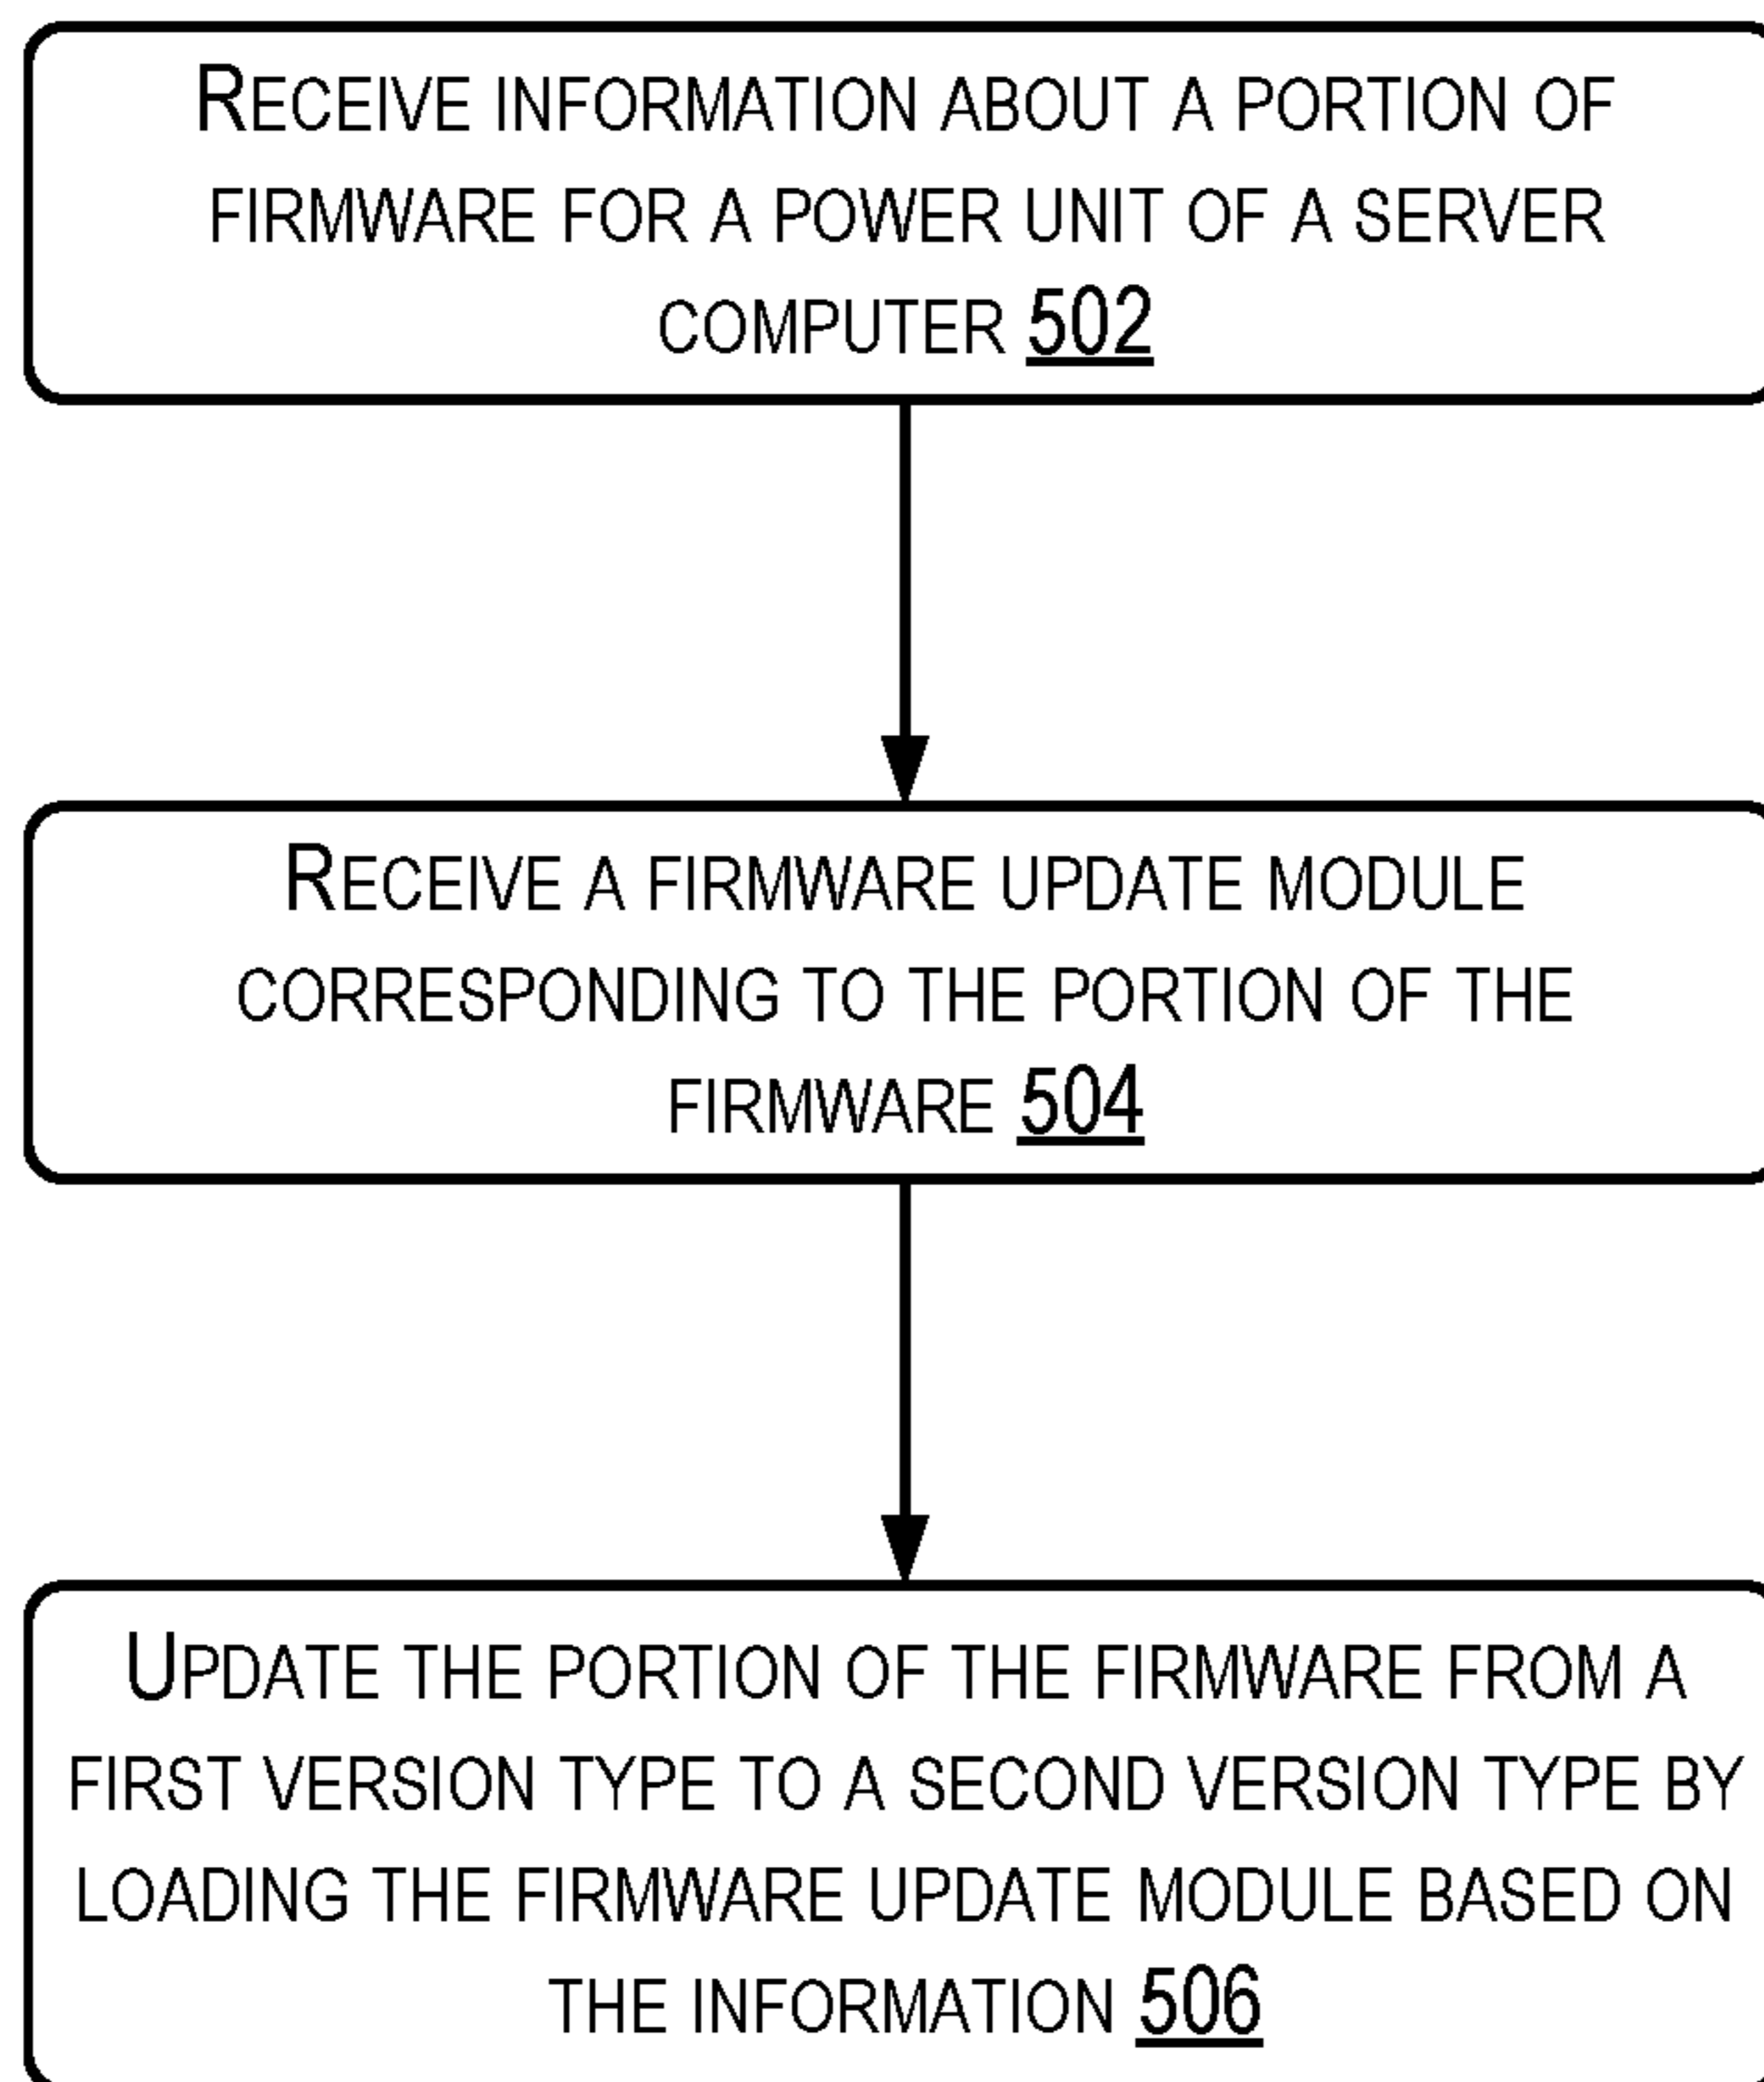 RECEIVE INFORMATION ABOUT A PORTION OF
FIRMWARE FOR A POWER UNIT OF A SERVER
COMPUTER 502
RECEIVE A FIRMWARE UPDATE MODULE
CORRESPONDING TO THE PORTION OF THE
FIRMWARE 504
UPDATE THE PORTION OF THE FIRMWARE FROM A
FIRST VERSION TYPE TO A SECOND VERSION TYPE BY
LOADING THE FIRMWARE UPDATE MODULE BASED ON
THE INFORMATION 506